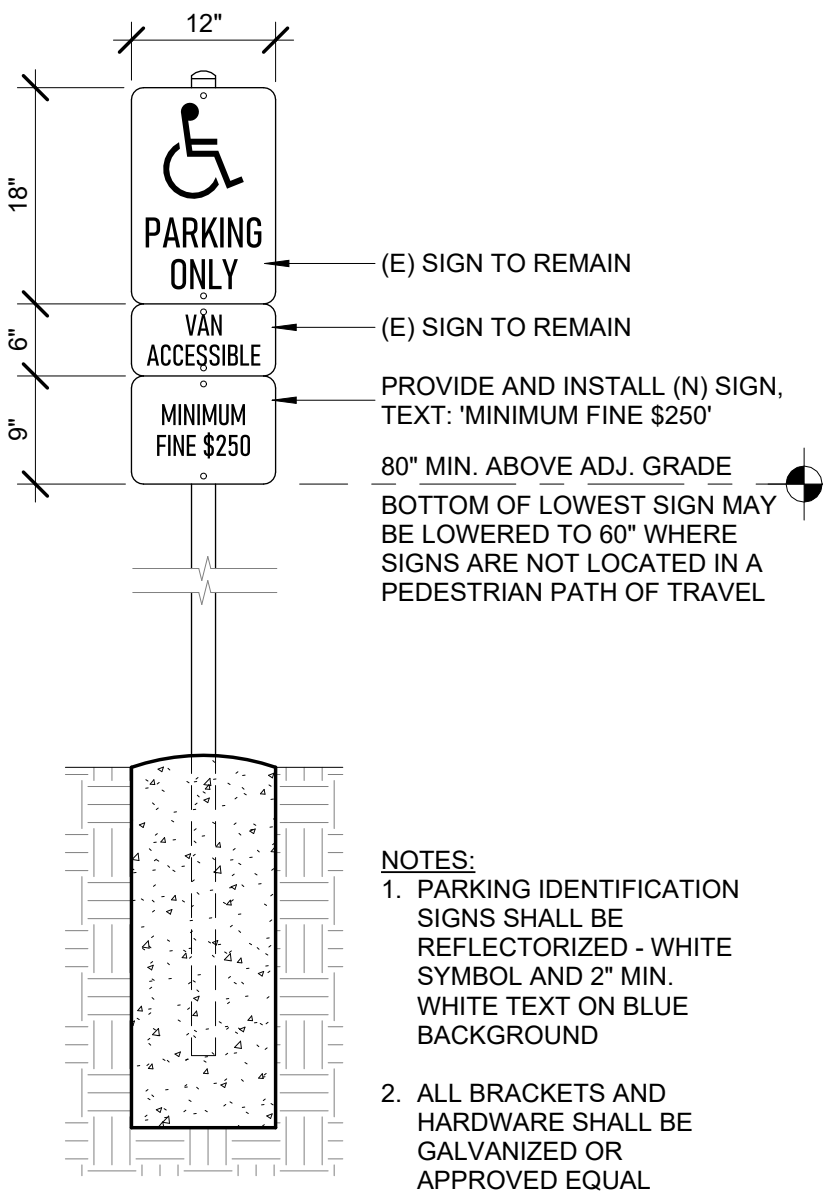 12"
18"
PARKING
ONLY
(E) SIGN TO REMAIN
6"
VAN
ACCESSIBLE
(E) SIGN TO REMAIN
9"
MINIMUM
FINE $250
PROVIDE AND INSTALL (N) SIGN,
TEXT: 'MINIMUM FINE $250'
80" MIN. ABOVE ADJ. GRADE
BOTTOM OF LOWEST SIGN MAY
BE LOWERED TO 60" WHERE
SIGNS ARE NOT LOCATED IN A
PEDESTRIAN PATH OF TRAVEL
NOTES:
1. PARKING IDENTIFICATION
SIGNS SHALL BE
REFLECTORIZED - WHITE
SYMBOL AND 2" MIN.
WHITE TEXT ON BLUE
BACKGROUND
2. ALL BRACKETS AND
HARDWARE SHALL BE
GALVANIZED OR
APPROVED EQUAL